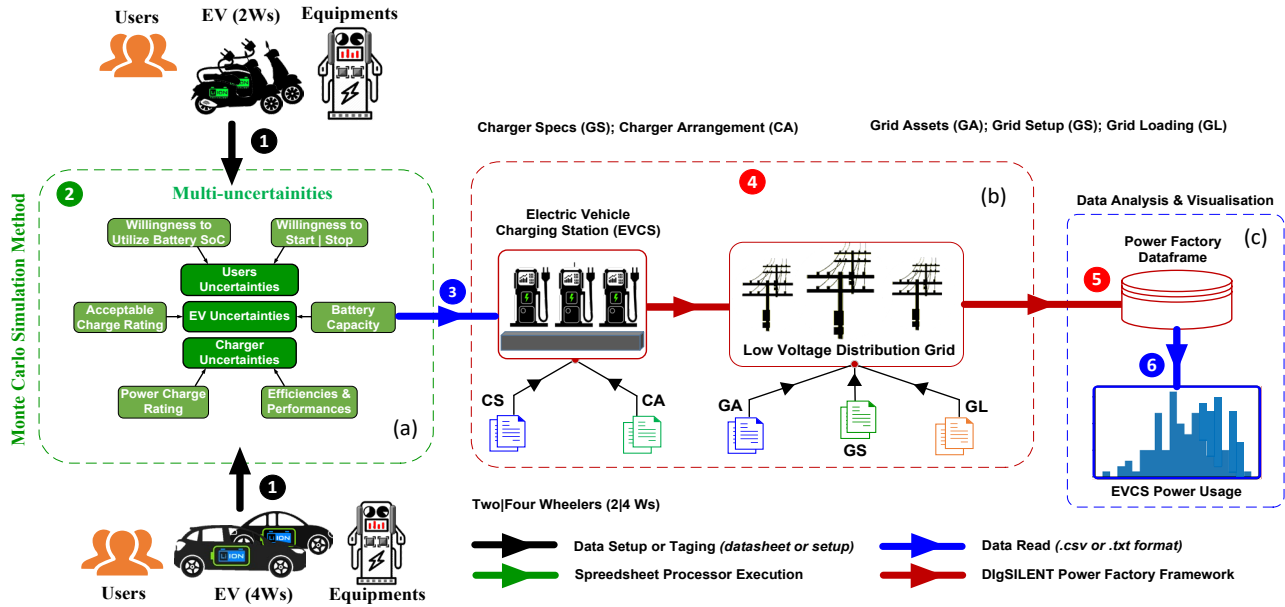 Users
EV (2Ws)
Equipments
1
Charger Specs (GS); Charger Arrangement (CA)
Grid Assets (GA); Grid Setup (GS); Grid Loading (GL)
Monte Carlo Simulation Method
2
Multi-uncertainities
Willingness to
Utilize Battery SoC
Willingness to
Start | Stop
Users
Uncertainties
Acceptable
Charge Rating
EV Uncertainties
Battery
Capacity
Charger
Uncertainties
Power Charge
Rating
Efficiencies &
Performances
(a)
3
4
(b)
Electric Vehicle
Charging Station (EVCS)
Low Voltage Distribution Grid
CS
CA
GA
GS
GL
Data Analysis & Visualisation
(c)
Power Factory
Dataframe
5
6
EVCS Power Usage
1
Users
EV (4Ws)
Equipments
Two|Four Wheelers (2|4 Ws)
Data Setup or Taging (datasheet or setup)
Data Read (.csv or .txt format)
Spreedsheet Processor Execution
DIgSILENT Power Factory Framework